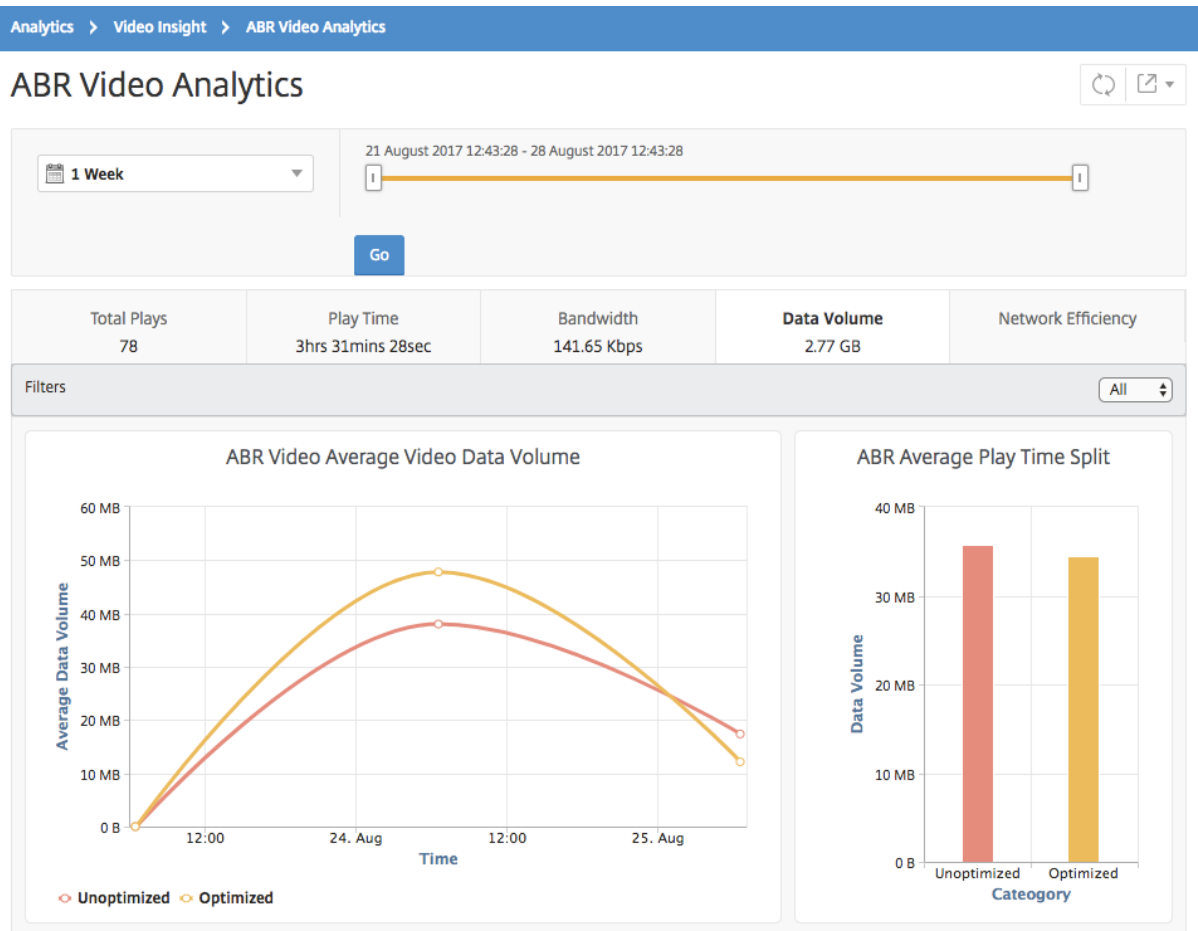 Analytics > Video Insight > ABR Video Analytics
ABR Video Analytics
1 Week
21 August 2017 12:43:28 - 28 August 2017 12:43:28
Go
Total Plays
78
Play Time
3hrs 31mins 28sec
Bandwidth
141.65 Kbps
Data Volume
2.77 GB
Network Efficiency
Filters
All
ABR Video Average Video Data Volume
60 MB
50 MB
40 MB
30 MB
20 MB
10 MB
0 B
Average Data Volume
12:00
24. Aug
12:00
25. Aug
Time
Unoptimized
Optimized
ABR Average Play Time Split
40 MB
30 MB
20 MB
10 MB
0 B
Data Volume
Unoptimized
Optimized
Cateogory